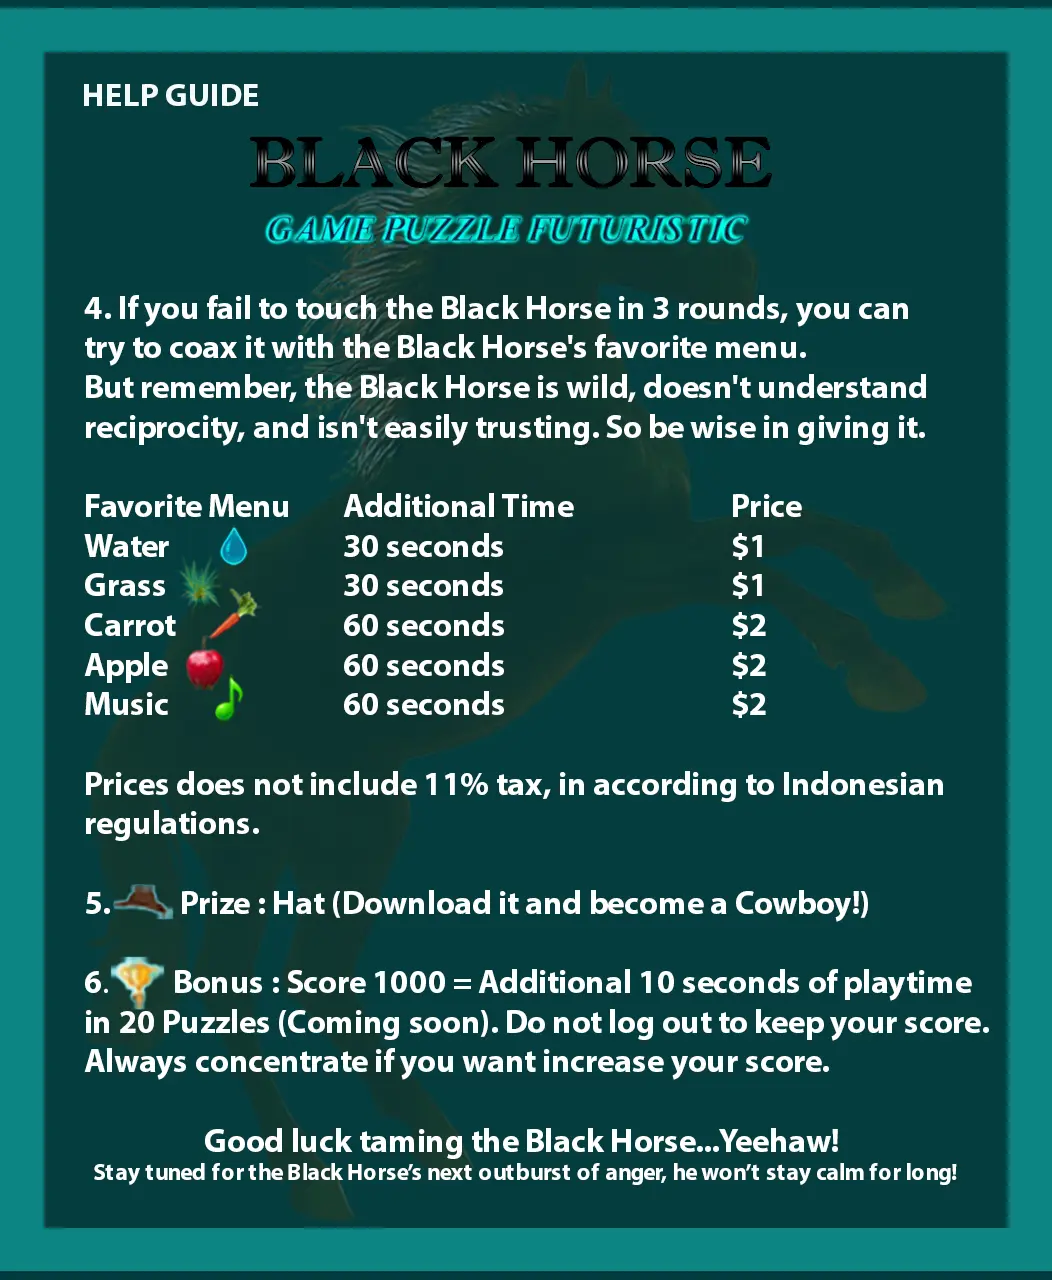 HELP GUIDE
BLACK HORSE
GAME PUZZLE FUTURISTIC
4. If you fail to touch the Black Horse in 3 rounds, you can
try to coax it with the Black Horse's favorite menu.
But remember, the Black Horse is wild, doesn't understand
reciprocity, and isn't easily trusting. So be wise in giving it.
Favorite Menu Additional Time Price
Water 30 seconds $1
Grass 30 seconds $1
Carrot 60 seconds $2
Apple 60 seconds $2
Music 60 seconds $2
Prices does not include 11% tax, in according to Indonesian
regulations.
5. Prize : Hat (Download it and become a Cowboy!)
6. Bonus : Score 1000 = Additional 10 seconds of playtime
in 20 Puzzles (Coming soon). Do not log out to keep your score.
Always concentrate if you want increase your score.
Good luck taming the Black Horse...Yeehaw!
Stay tuned for the Black Horse’s next outburst of anger, he won’t stay calm for long!